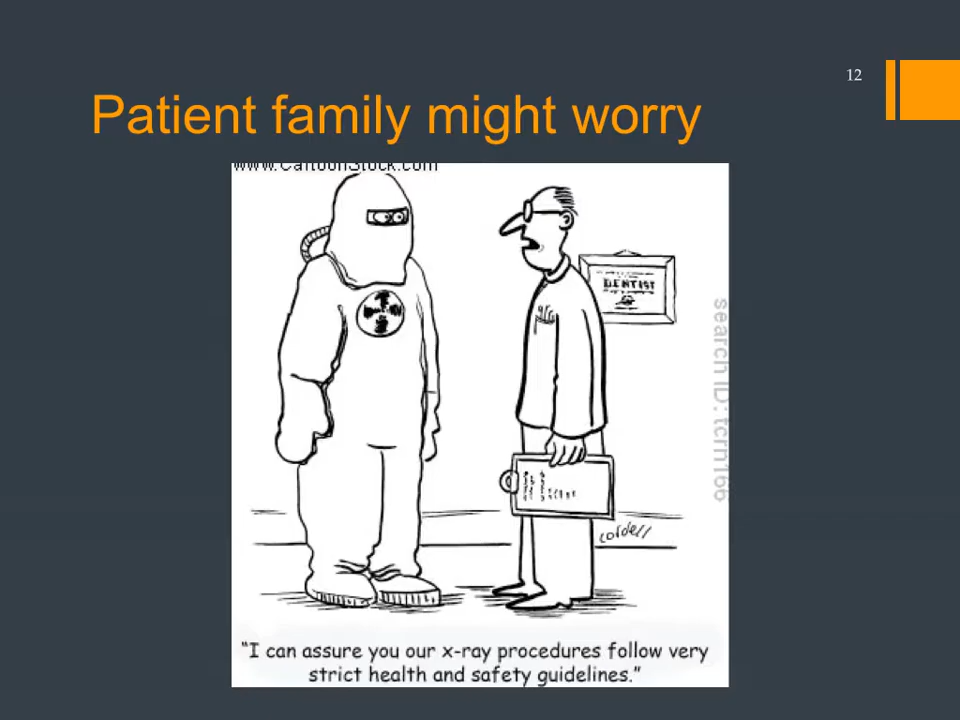 12
Patient family might worry
www.CartoonStock.com
DENTIST
search ID: tcrn166
cordell
"I can assure you our x-ray procedures follow very
strict health and safety guidelines."